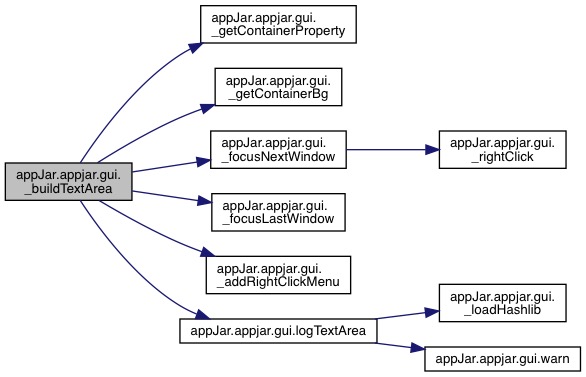 appJar.appjar.gui.
_getContainerProperty
appJar.appjar.gui.
_getContainerBg
appJar.appjar.gui.
_focusNextWindow
appJar.appjar.gui.
_rightClick
appJar.appjar.gui.
_buildTextArea
appJar.appjar.gui.
_focusLastWindow
appJar.appjar.gui.
_addRightClickMenu
appJar.appjar.gui.
_loadHashlib
appJar.appjar.gui.logTextArea
appJar.appjar.gui.warn